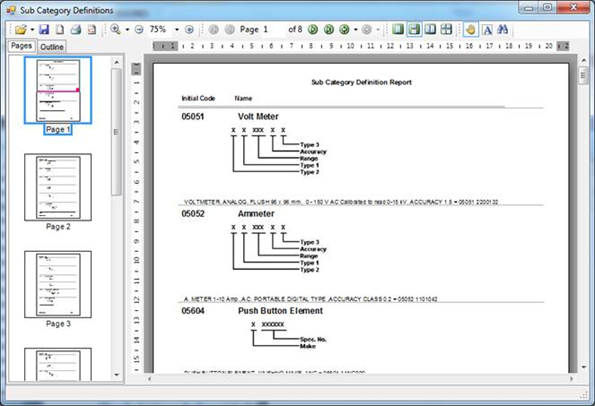 Sub Category Definitions
75%
Page 1
of 8
Pages
Outline
Page 1
Page 2
Page 3
Sub Category Definition Report
Initial Code Name
05051 Volt Meter
X X XXX X X
Type 3
Accuracy
Range
Type 1
Type 2
VOLTMETER, ANALOG, FLUSH 96 x 96 mm, 0 - 150 V AC Calibrated to read 0-15 kV, ACCURACY 1.5 = 05051 2200132
05052 Ammeter
X X XXX X X
Type 3
Accuracy
Range
Type 1
Type 2
A. METER 1-10 Amp ,A.C. PORTABLE DIGITAL TYPE ,ACCURACY CLASS 0.2 = 05052 1101042
05604 Push Button Element
X XXXXXX
Spec. No.
Make